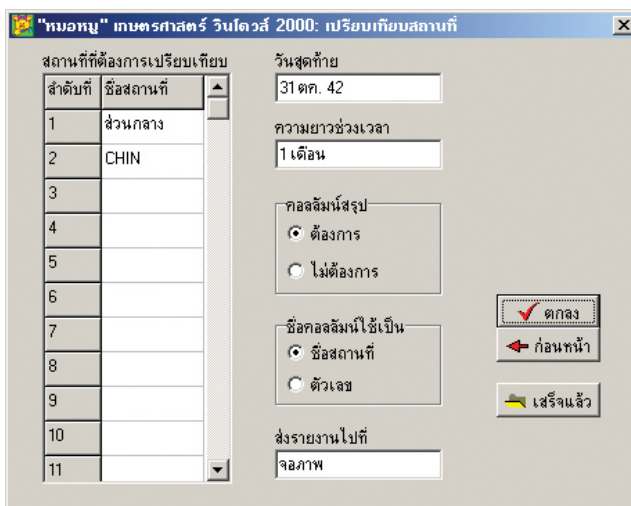 "หมอหมู" เกษตรศาสตร์ วินโดวส์ 2000: เปรียบเทียบสถานที่
สถานที่ที่ต้องการเปรียบเทียบ
ลำดับที่ ชื่อสถานที่
1 ส่วนกลาง
2 CHIN
3
4
5
6
7
8
9
10
11
วันสุดท้าย
31 ตค. 42
ความยาวช่วงเวลา
1 เดือน
คอลลัมน์สรุป
ต้องการ
ไม่ต้องการ
ชื่อคอลลัมน์ใช้เป็น
ชื่อสถานที่
ตัวเลข
ส่งรายงานไปที่
จอภาพ
ตกลง
ก่อนหน้า
เสร็จแล้ว